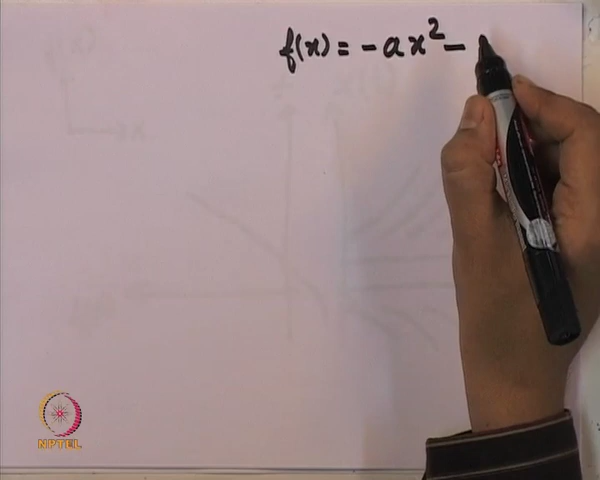 f(x) = -ax² -
NPTEL